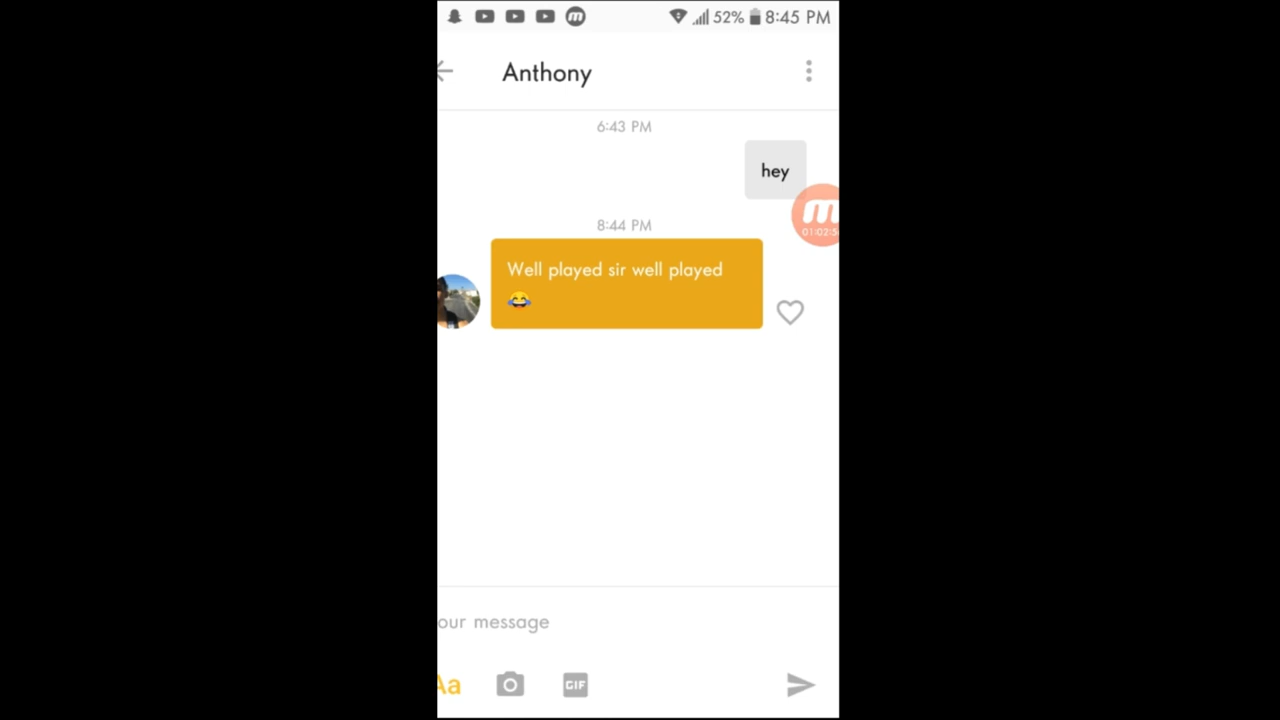 52% 8:45 PM
Anthony
6:43 PM
hey
8:44 PM
Well played sir well played
😂
our message
Aa
GIF